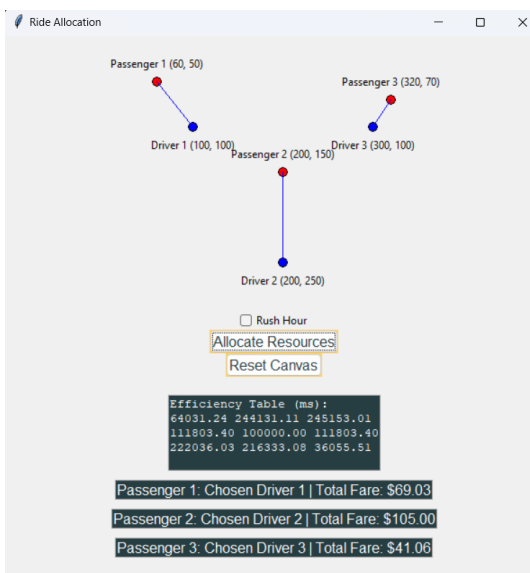 Ride Allocation
Passenger 1 (60, 50)
Passenger 3 (320, 70)
Driver 1 (100, 100)
Passenger 2 (200, 150)
Driver 3 (300, 100)
Driver 2 (200, 250)
Rush Hour
Allocate Resources
Reset Canvas
Efficiency Table (ms):
64031.24 244131.11 245153.01
111803.40 100000.00 111803.40
222036.03 216333.08 36055.51
Passenger 1: Chosen Driver 1 | Total Fare: $69.03
Passenger 2: Chosen Driver 2 | Total Fare: $105.00
Passenger 3: Chosen Driver 3 | Total Fare: $41.06